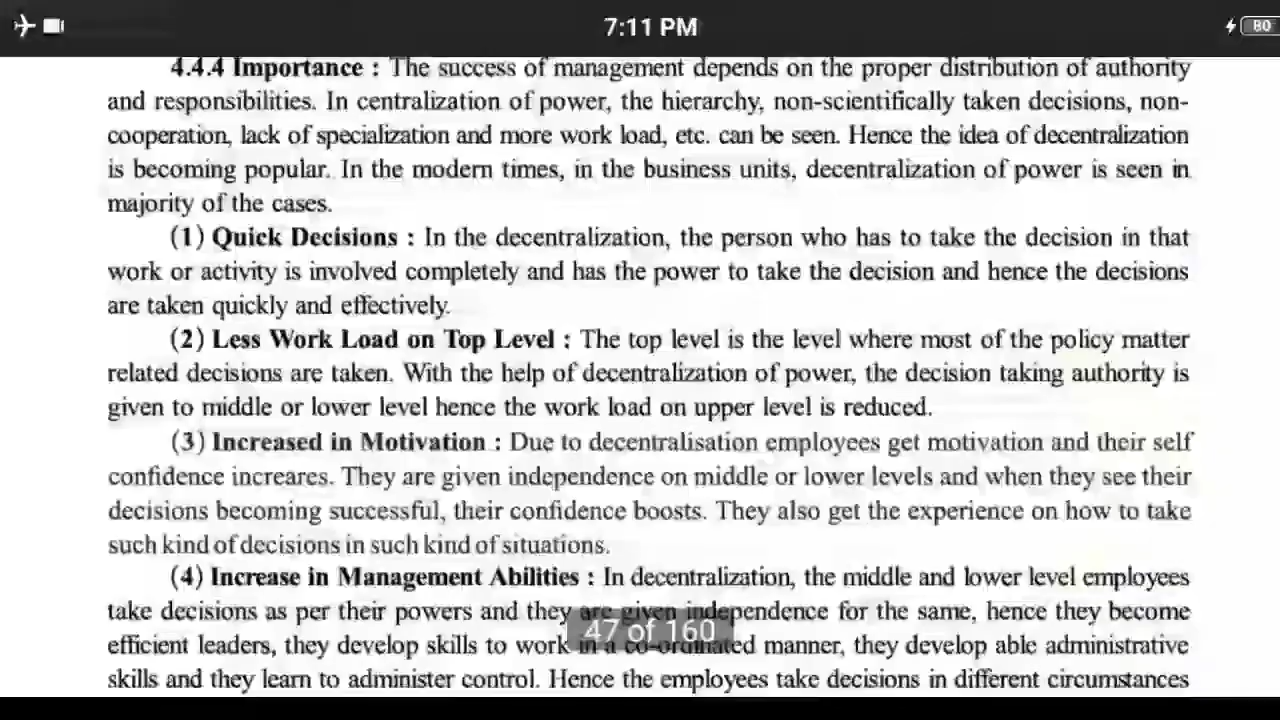 7:11 PM
80
4.4.4 Importance : The success of management depends on the proper distribution of authority
and responsibilities. In centralization of power, the hierarchy, non-scientifically taken decisions, non-
cooperation, lack of specialization and more work load, etc. can be seen. Hence the idea of decentralization
is becoming popular. In the modern times, in the business units, decentralization of power is seen in
majority of the cases.
(1) Quick Decisions : In the decentralization, the person who has to take the decision in that
work or activity is involved completely and has the power to take the decision and hence the decisions
are taken quickly and effectively.
(2) Less Work Load on Top Level : The top level is the level where most of the policy matter
related decisions are taken. With the help of decentralization of power, the decision taking authority is
given to middle or lower level hence the work load on upper level is reduced.
(3) Increased in Motivation : Due to decentralisation employees get motivation and their self
confidence increares. They are given independence on middle or lower levels and when they see their
decisions becoming successful, their confidence boosts. They also get the experience on how to take
such kind of decisions in such kind of situations.
(4) Increase in Management Abilities : In decentralization, the middle and lower level employees
take decisions as per their powers and they are given independence for the same, hence they become
efficient leaders, they develop skills to work in a co-ordinated manner, they develop able administrative
47 of 160
skills and they learn to administer control. Hence the employees take decisions in different circumstances